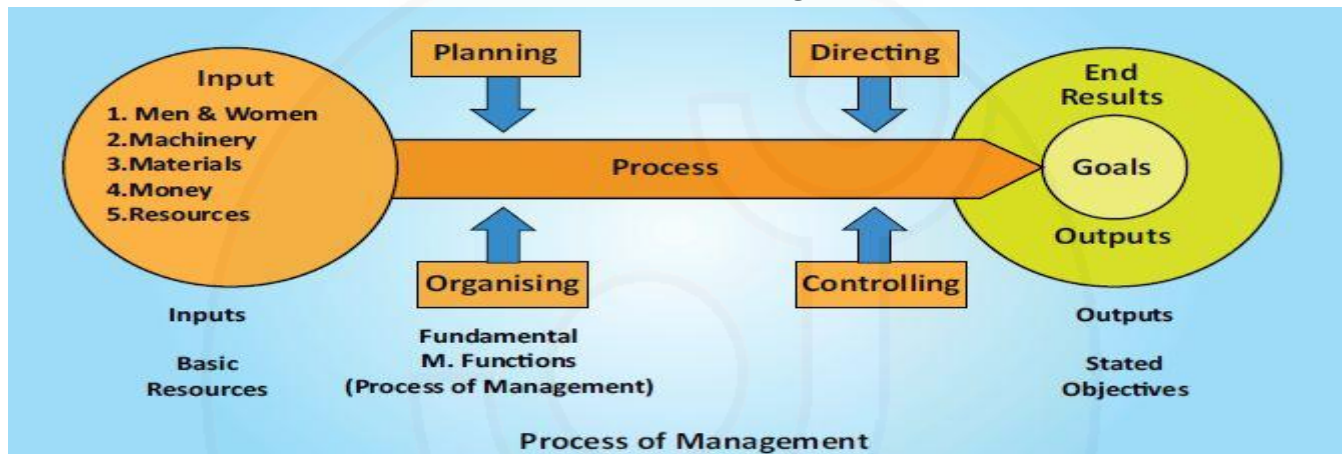 Planning
Directing
Input
1. Men & Women
2.Machinery
3.Materials
4.Money
5.Resources
Process
End
Results
Goals
Outputs
Organising
Controlling
Inputs
Basic
Resources
Fundamental
M. Functions
(Process of Management)
Outputs
Stated
Objectives
Process of Management